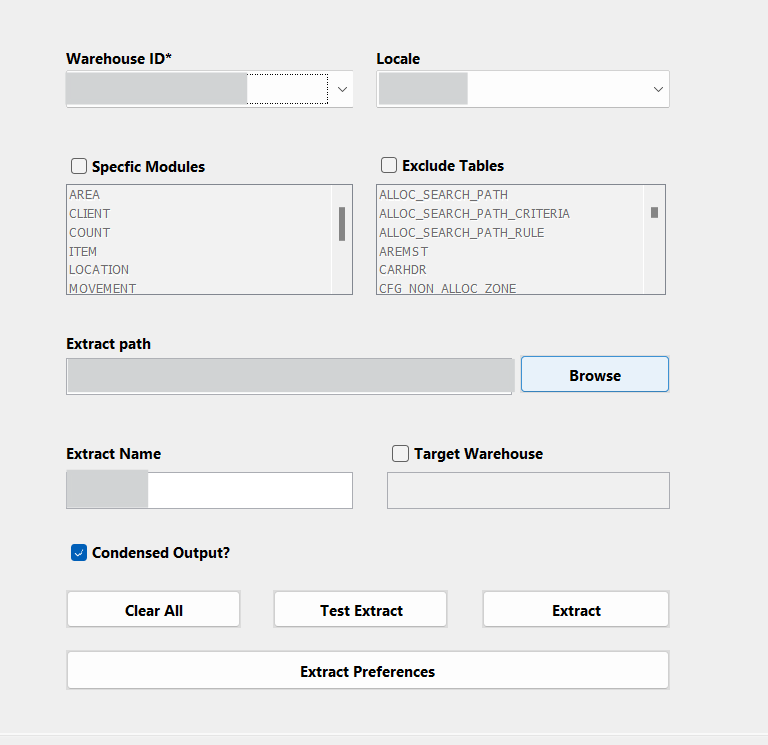 Warehouse ID*
Locale
Specfic Modules
Exclude Tables
AREA
CLIENT
COUNT
ITEM
LOCATION
MOVEMENT
ALLOC_SEARCH_PATH
ALLOC_SEARCH_PATH_CRITERIA
ALLOC_SEARCH_PATH_RULE
AREMST
CARHDR
CFG_NON_ALLOC_ZONE
Extract path
Browse
Extract Name
Target Warehouse
Condensed Output?
Clear All
Test Extract
Extract
Extract Preferences